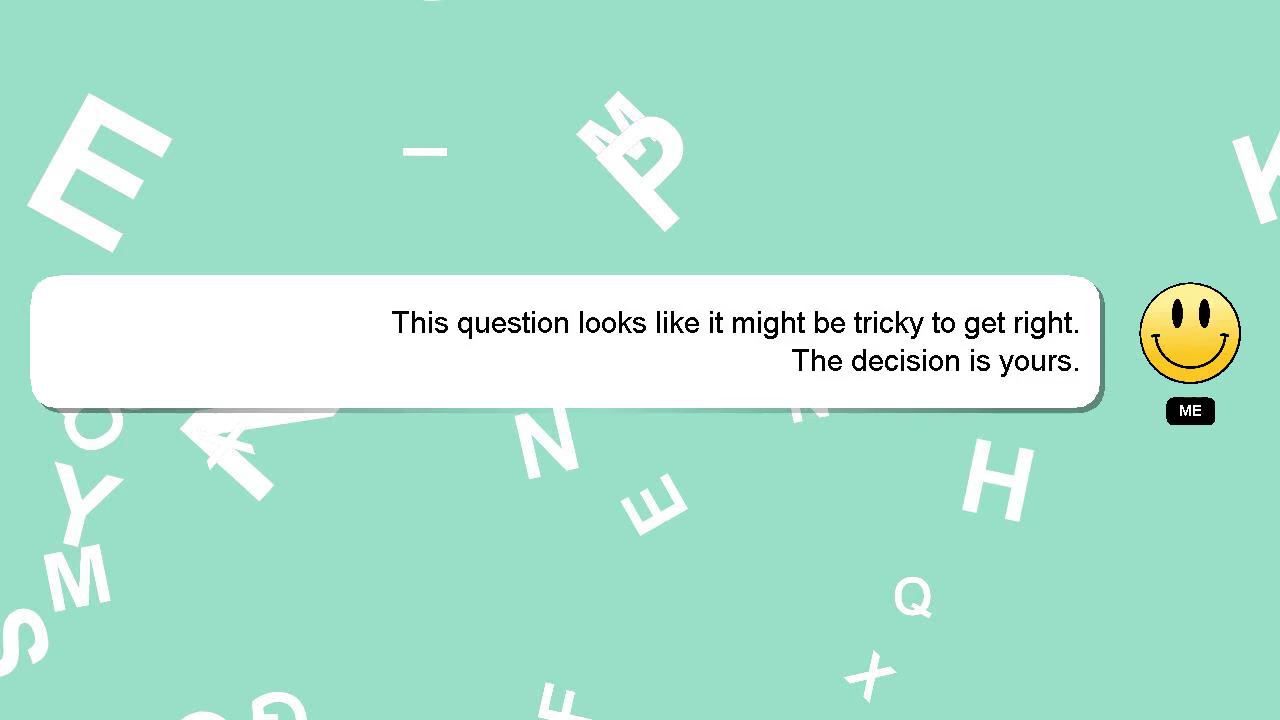 E
—
M
P
K
This question looks like it might be tricky to get right.
The decision is yours.
ME
N
N
X
Y
E
H
M
Q
S
X
G
F